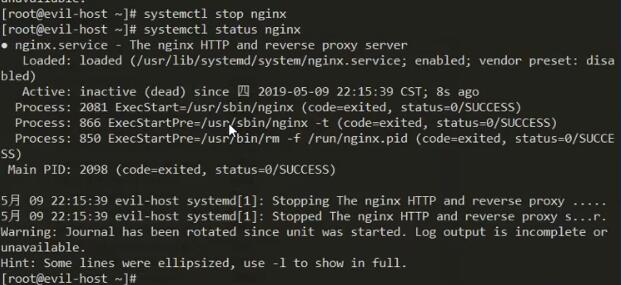 unavailable.
[root@evil-host ~]# systemctl stop nginx
[root@evil-host ~]# systemctl status nginx
● nginx.service - The nginx HTTP and reverse proxy server
Loaded: loaded (/usr/lib/systemd/system/nginx.service; enabled; vendor preset: disa
bled)
Active: inactive (dead) since 四 2019-05-09 22:15:39 CST; 8s ago
Process: 2081 ExecStart=/usr/sbin/nginx (code=exited, status=0/SUCCESS)
Process: 866 ExecStartPre=/usr/sbin/nginx -t (code=exited, status=0/SUCCESS)
Process: 850 ExecStartPre=/usr/bin/rm -f /run/nginx.pid (code=exited, status=0/SUCCE
SS)
Main PID: 2098 (code=exited, status=0/SUCCESS)
5月 09 22:15:39 evil-host systemd[1]: Stopping The nginx HTTP and reverse proxy .....
5月 09 22:15:39 evil-host systemd[1]: Stopped The nginx HTTP and reverse proxy s...r.
Warning: Journal has been rotated since unit was started. Log output is incomplete or
unavailable.
Hint: Some lines were ellipsized, use -l to show in full.
[root@evil-host ~]#